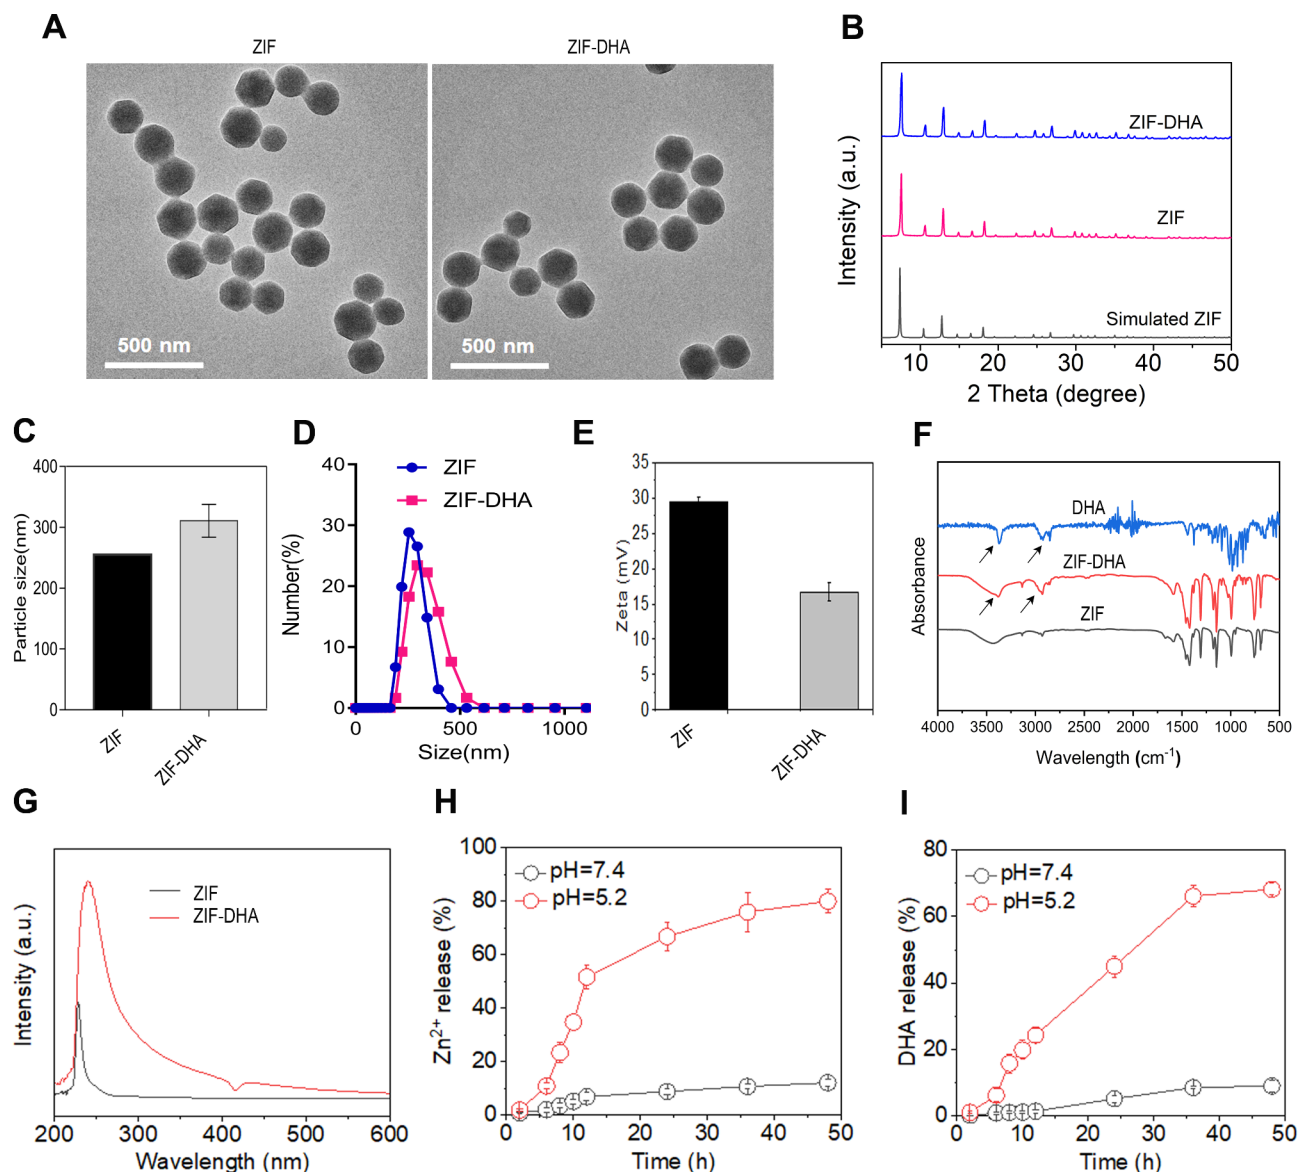 A
ZIF
ZIF-DHA
500 nm
500 nm
B
Intensity (a.u.)
ZIF-DHA
ZIF
Simulated ZIF
10 20 30 40 50
2 Theta (degree)
C
Particle size(nm)
400
300
200
100
0
ZIF
ZIF-DHA
D
ZIF
ZIF-DHA
Number(%)
40
30
20
10
0
0 500 1000
Size(nm)
E
Zeta (mV)
35
30
25
20
15
10
5
0
ZIF
ZIF-DHA
F
Absorbance
DHA
ZIF-DHA
ZIF
4000 3500 3000 2500 2000 1500 1000 500
Wavelength (cm⁻¹)
G
Intensity (a.u.)
ZIF
ZIF-DHA
200 300 400 500 600
Wavelength (nm)
H
Zn²⁺ release (%)
100
80
60
40
20
0
pH=7.4
pH=5.2
0 10 20 30 40 50
Time (h)
I
DHA release (%)
80
60
40
20
0
pH=7.4
pH=5.2
0 10 20 30 40 50
Time (h)